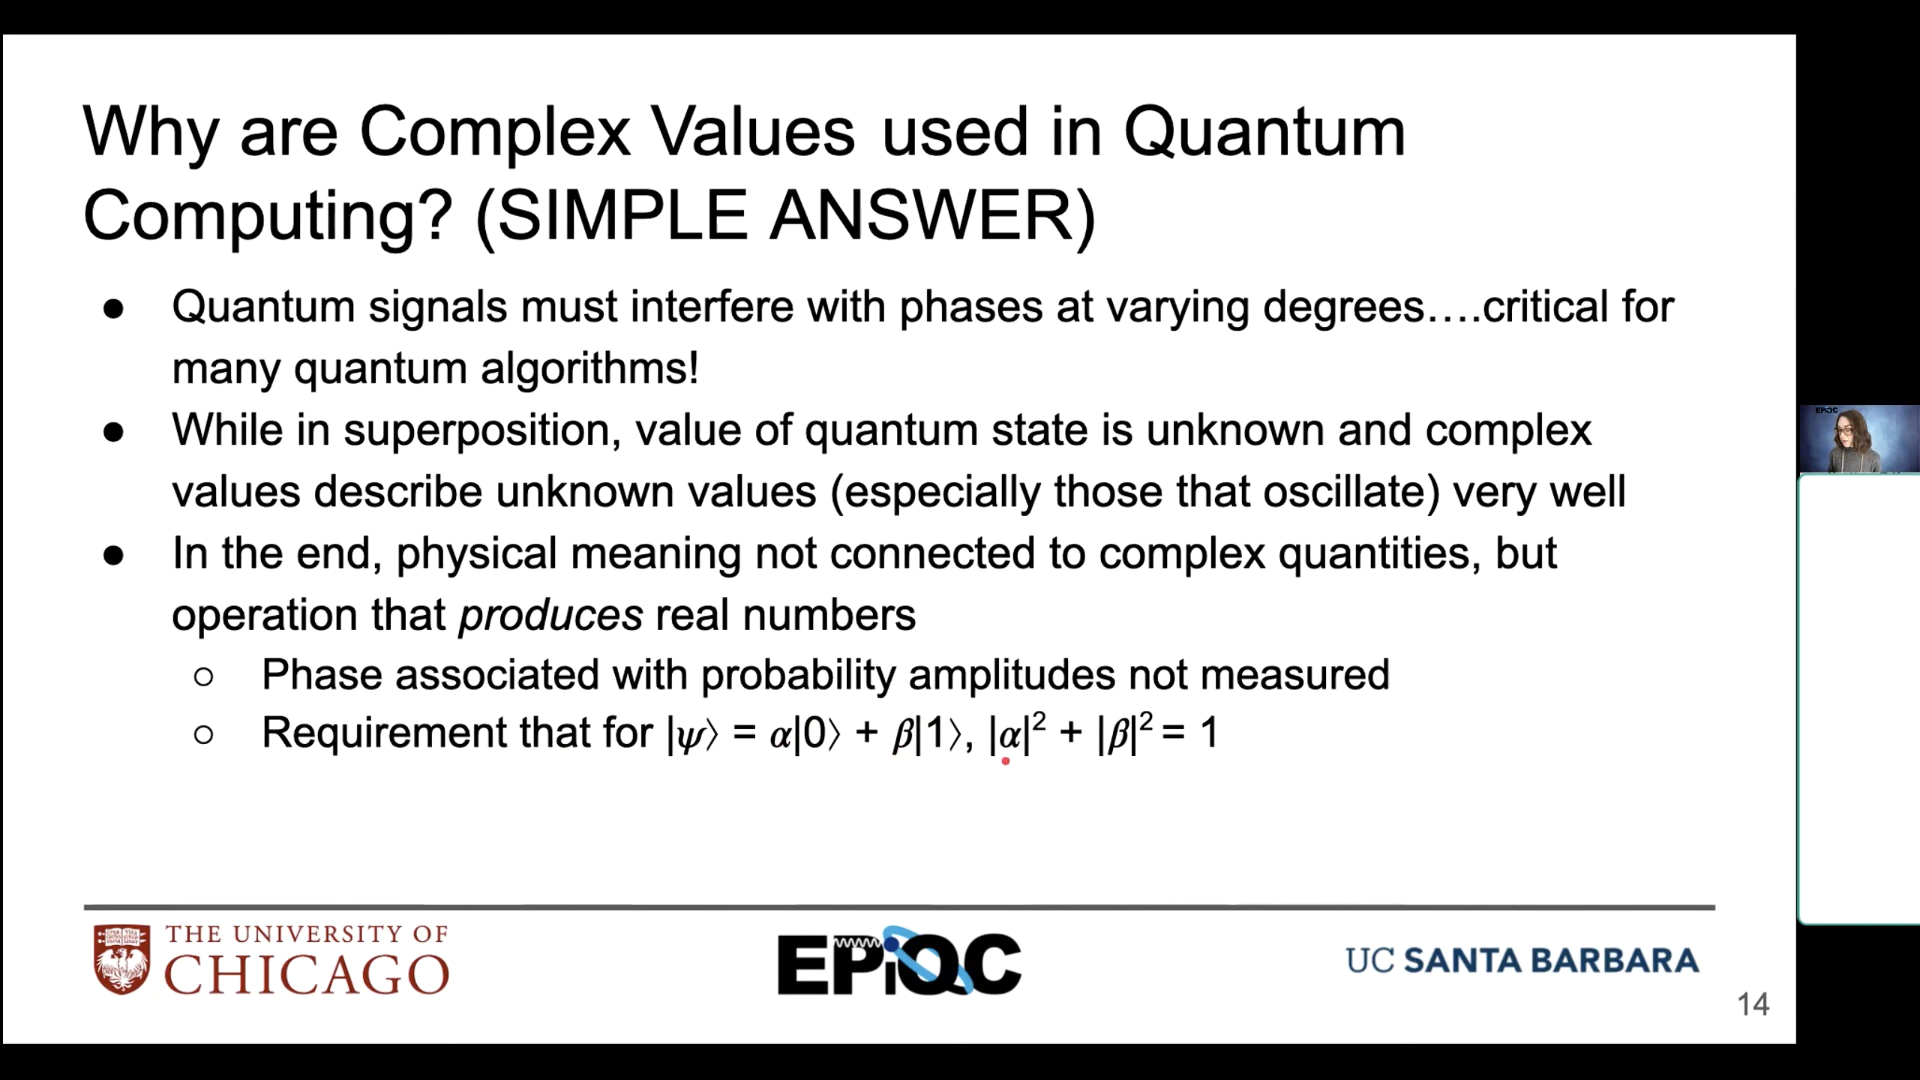 Why are Complex Values used in Quantum
Computing? (SIMPLE ANSWER)
● Quantum signals must interfere with phases at varying degrees….critical for
many quantum algorithms!
● While in superposition, value of quantum state is unknown and complex
values describe unknown values (especially those that oscillate) very well
● In the end, physical meaning not connected to complex quantities, but
operation that produces real numbers
○ Phase associated with probability amplitudes not measured
○ Requirement that for |ψ⟩ = α|0⟩ + β|1⟩, |α|² + |β|² = 1
EPiQC
THE UNIVERSITY OF
CHICAGO
EPiQC
UC SANTA BARBARA
14